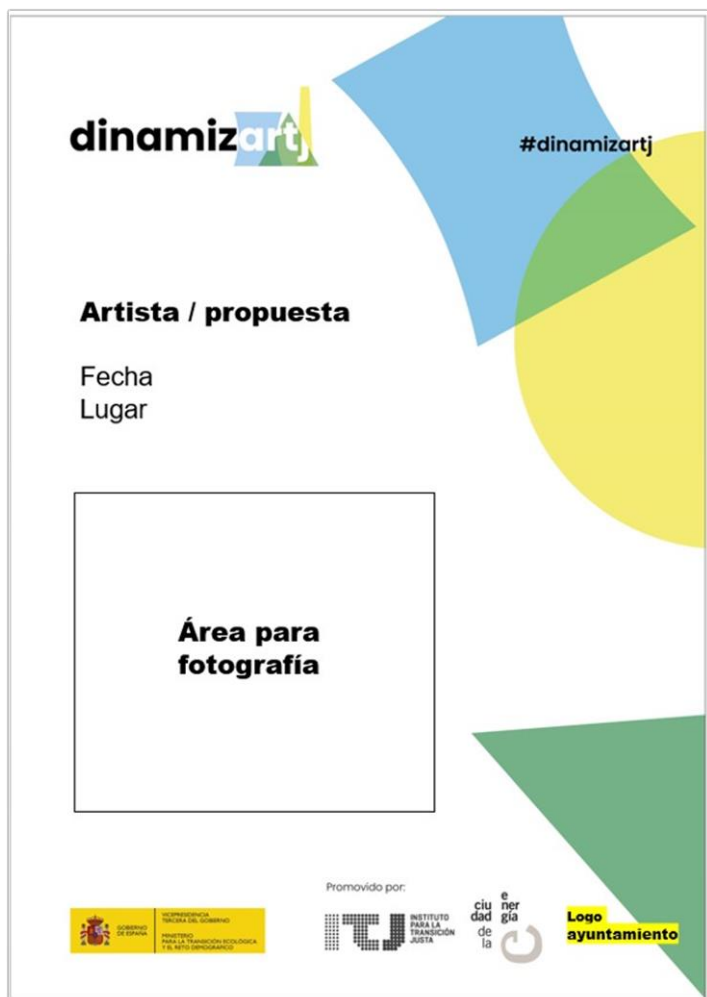 dinamizartj
#dinamizartj
Artista / propuesta
Fecha
Lugar
Área para
fotografía
Promovido por:
GOBIERNO
DE ESPAÑA
VICEPRESIDENCIA
TERCERA DEL GOBIERNO
MINISTERIO
PARA LA TRANSICIÓN ECOLÓGICA
Y EL RETO DEMOGRÁFICO
ITJ
INSTITUTO
PARA LA
TRANSICIÓN
JUSTA
ciu
dad
de
la
e
ner
gía
Logo
ayuntamiento